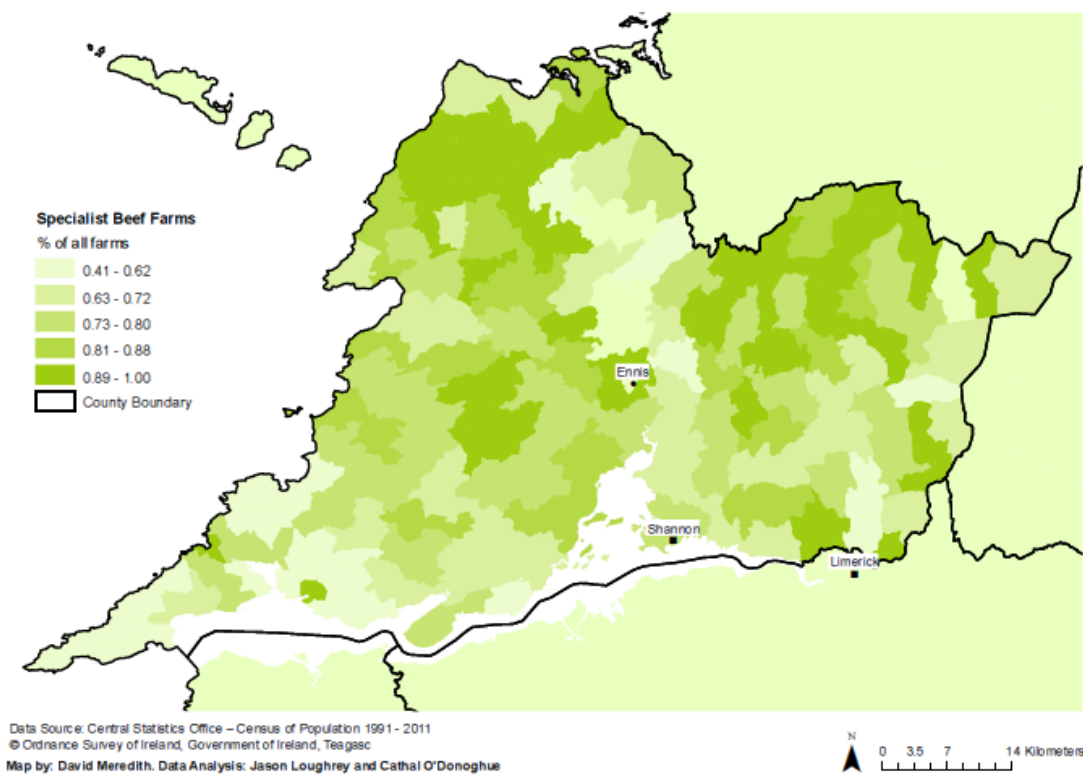 Specialist Beef Farms
% of all farms
0.41 - 0.62
0.63 - 0.72
0.73 - 0.80
0.81 - 0.88
0.89 - 1.00
County Boundary
Ennis
Shannon
Limerick
Data Source: Central Statistics Office – Census of Population 1991 - 2011
© Ordnance Survey of Ireland, Government of Ireland, Teagasc
Map by: David Meredith. Data Analysis: Jason Loughrey and Cathal O'Donoghue
N
0 3.5 7 14 Kilometers